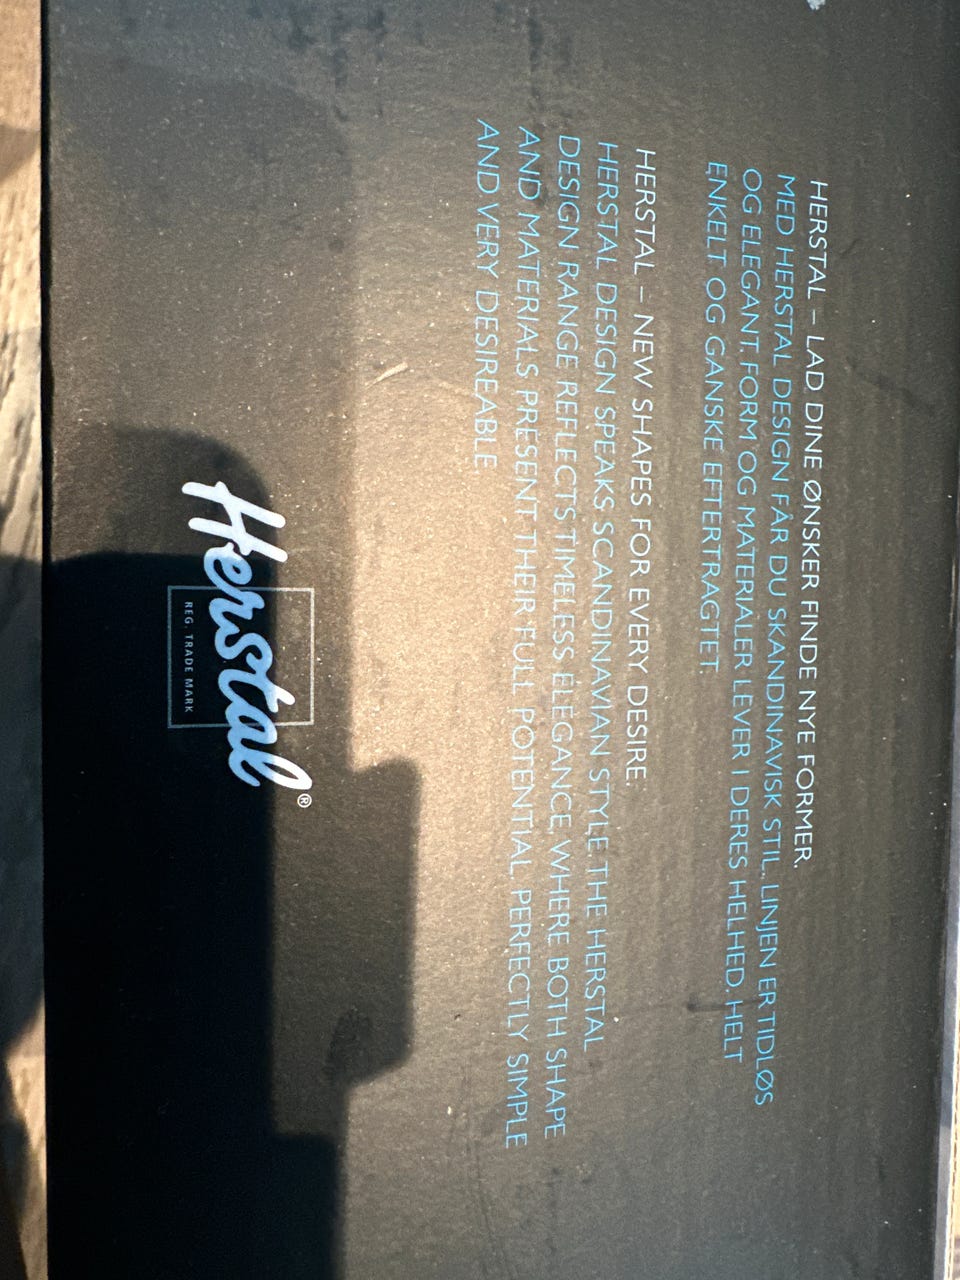 HERSTAL – LAD DINE ØNSKER FINDE NYE FORMER.
MED HERSTAL DESIGN FÅR DU SKANDINAVISK STIL. LINJEN ER TIDLØS
OG ELEGANT. FORM OG MATERIALER LEVER I DERES HELHED. HELT
ENKELT OG GANSKE EFTERTRAGTET.
HERSTAL – NEW SHAPES FOR EVERY DESIRE.
HERSTAL DESIGN SPEAKS SCANDINAVIAN STYLE. THE HERSTAL
DESIGN RANGE REFLECTS TIMELESS ELEGANCE, WHERE BOTH SHAPE
AND MATERIALS PRESENT THEIR FULL POTENTIAL. PERFECTLY SIMPLE
AND VERY DESIREABLE
Herstal®
REG. TRADE MARK